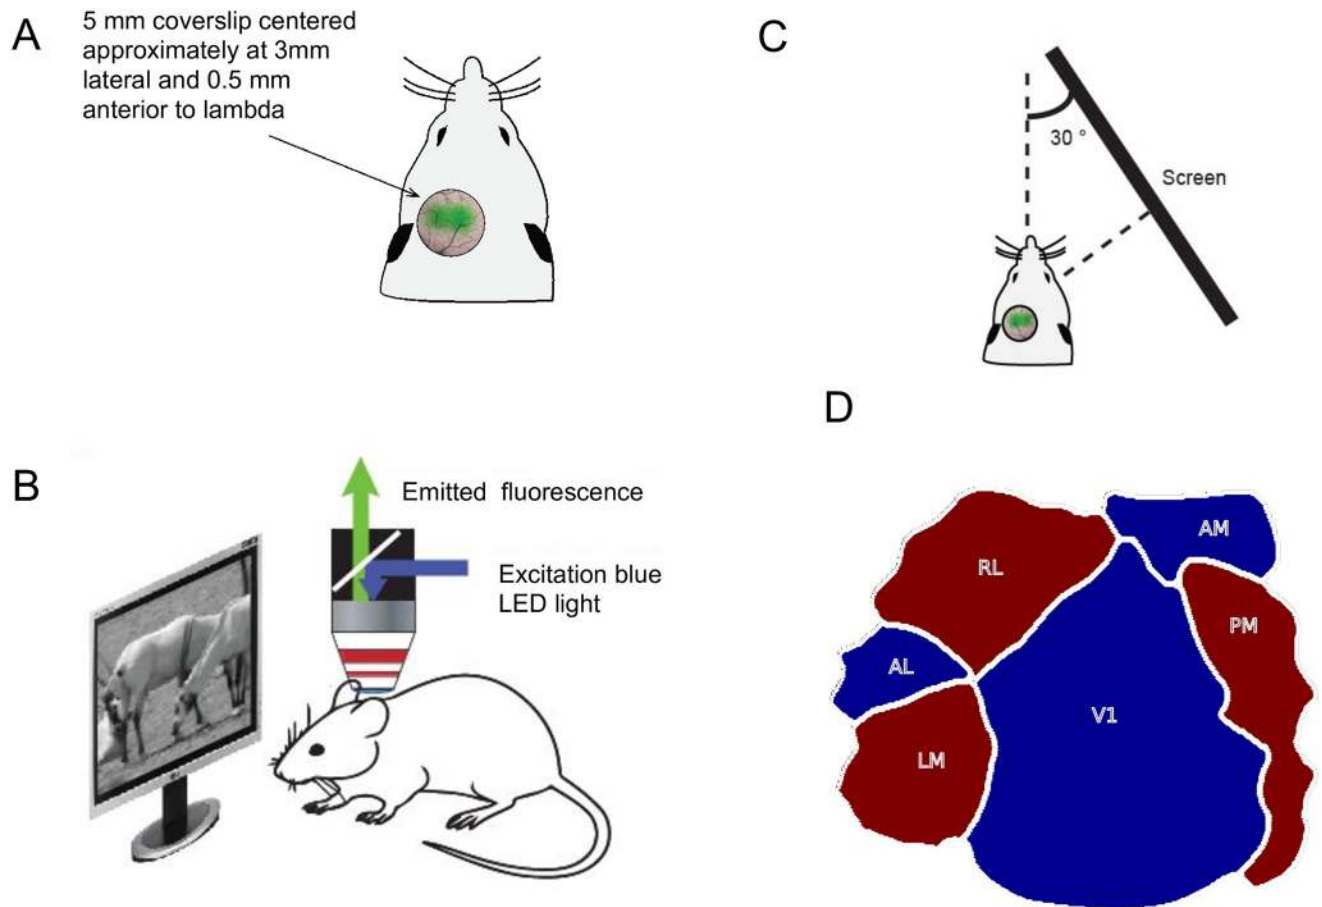 A
5 mm coverslip centered
approximately at 3mm
lateral and 0.5 mm
anterior to lambda
C
30 °
Screen
B
Emitted fluorescence
Excitation blue
LED light
D
AM
RL
PM
AL
V1
LM